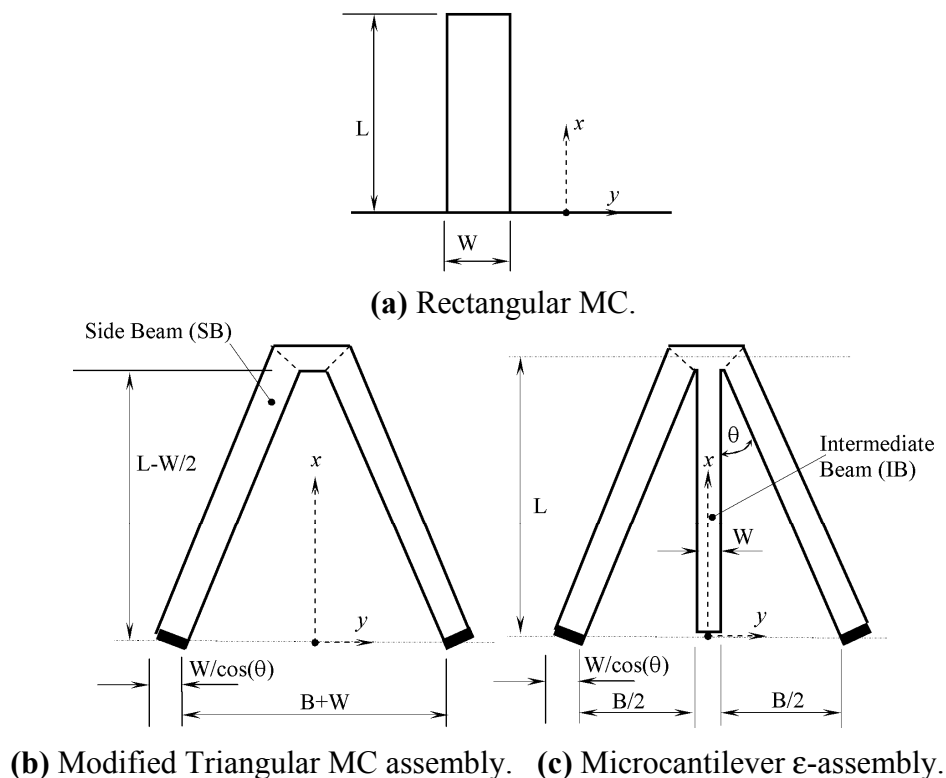 L
x
y
W
(a) Rectangular MC.
Side Beam (SB)
L-W/2
x
y
W/cos(θ)
B+W
θ
Intermediate
Beam (IB)
x
L
W
y
W/cos(θ)
B/2
B/2
(b) Modified Triangular MC assembly.
(c) Microcantilever ε-assembly.